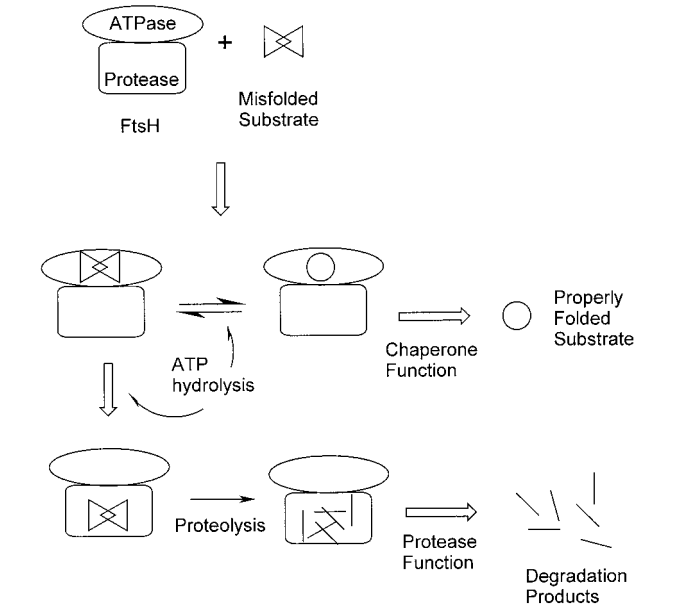 ATPase
+
Protease
FtsH
Misfolded
Substrate
Properly
Folded
Substrate
Chaperone
Function
ATP
hydrolysis
Proteolysis
Protease
Function
Degradation
Products